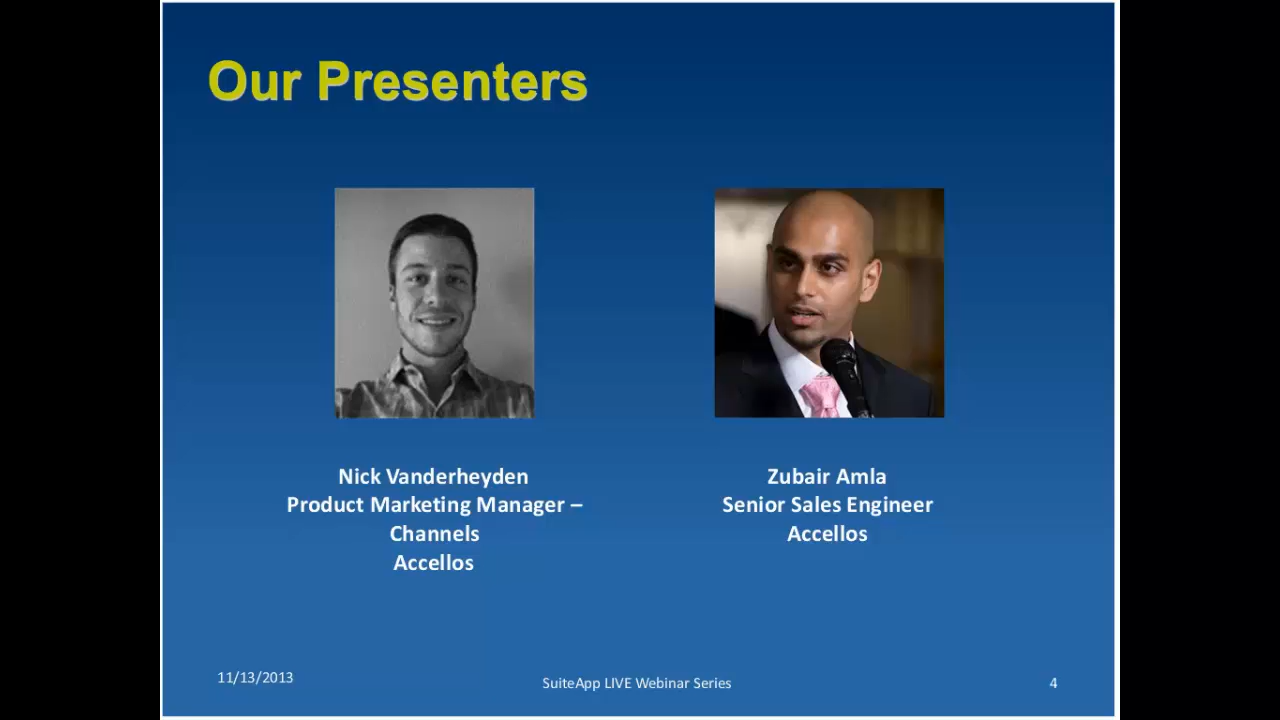 Our Presenters
Nick Vanderheyden
Product Marketing Manager –
Channels
Accellos
Zubair Amla
Senior Sales Engineer
Accellos
11/13/2013
SuiteApp LIVE Webinar Series
4